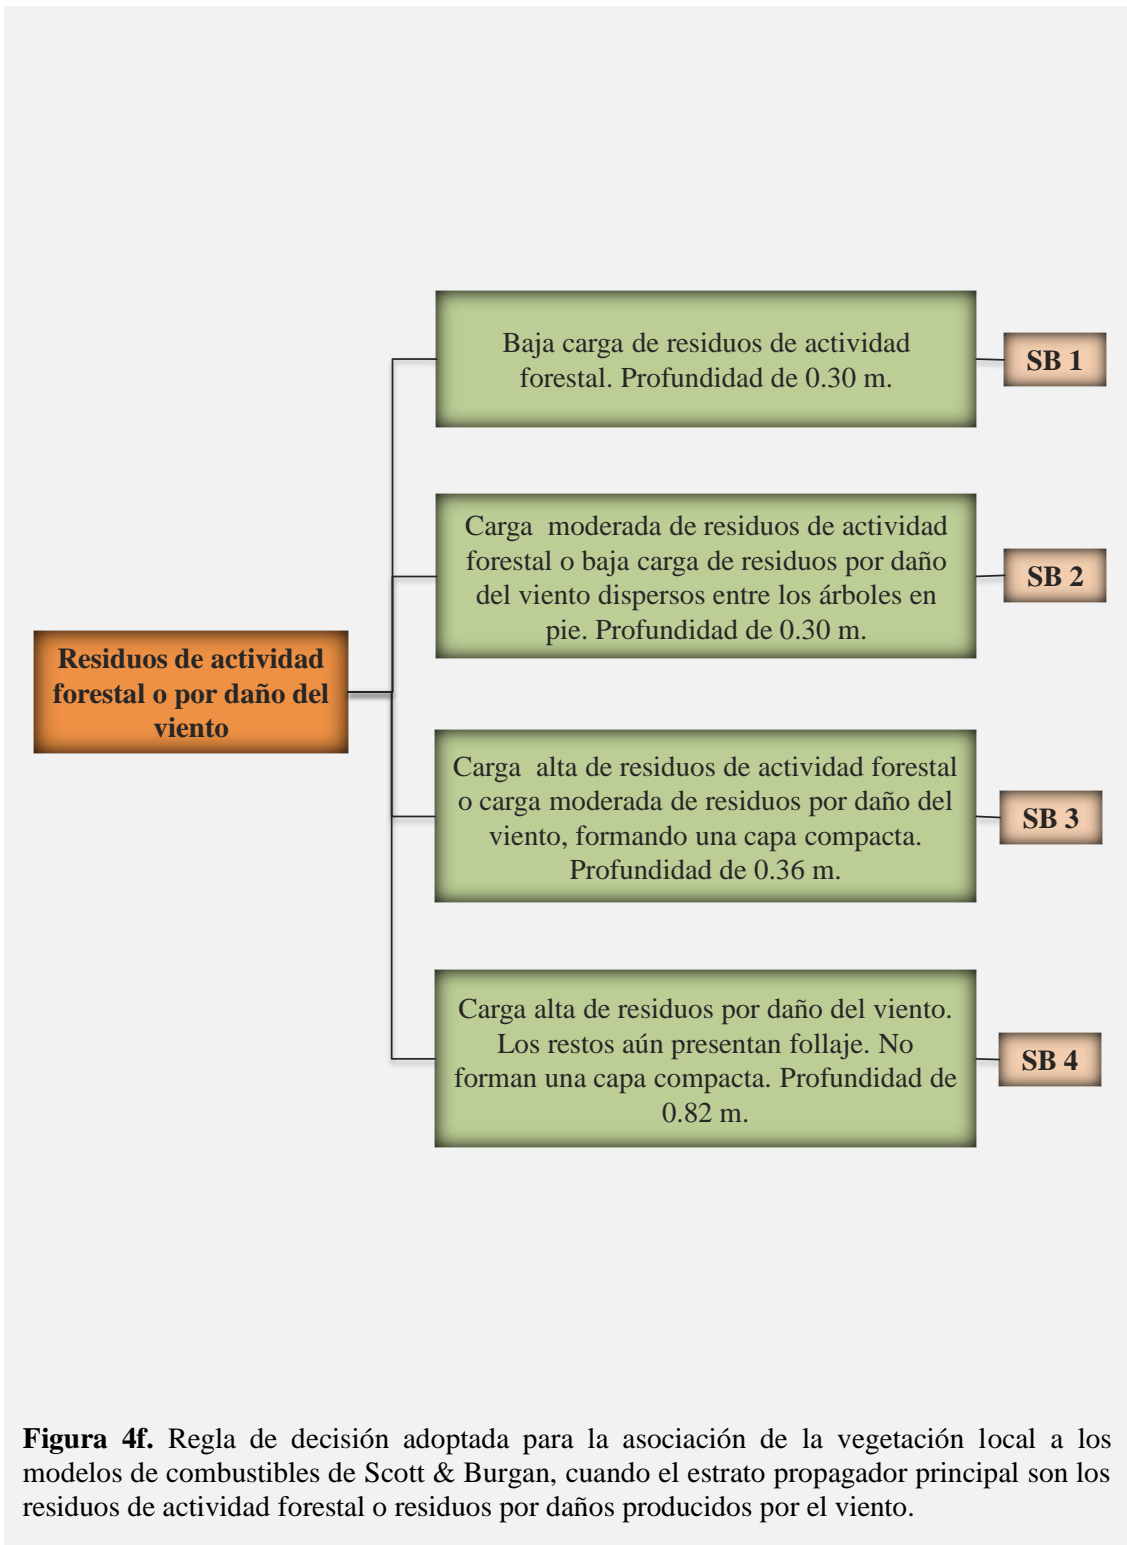 Baja carga de residuos de actividad
forestal. Profundidad de 0.30 m.
SB 1
Carga moderada de residuos de actividad
forestal o baja carga de residuos por daño
del viento dispersos entre los árboles en
pie. Profundidad de 0.30 m.
SB 2
Residuos de actividad
forestal o por daño del
viento
Carga alta de residuos de actividad forestal
o carga moderada de residuos por daño del
viento, formando una capa compacta.
Profundidad de 0.36 m.
SB 3
Carga alta de residuos por daño del viento.
Los restos aún presentan follaje. No
forman una capa compacta. Profundidad de
0.82 m.
SB 4
Figura 4f. Regla de decisión adoptada para la asociación de la vegetación local a los
modelos de combustibles de Scott & Burgan, cuando el estrato propagador principal son los
residuos de actividad forestal o residuos por daños producidos por el viento.